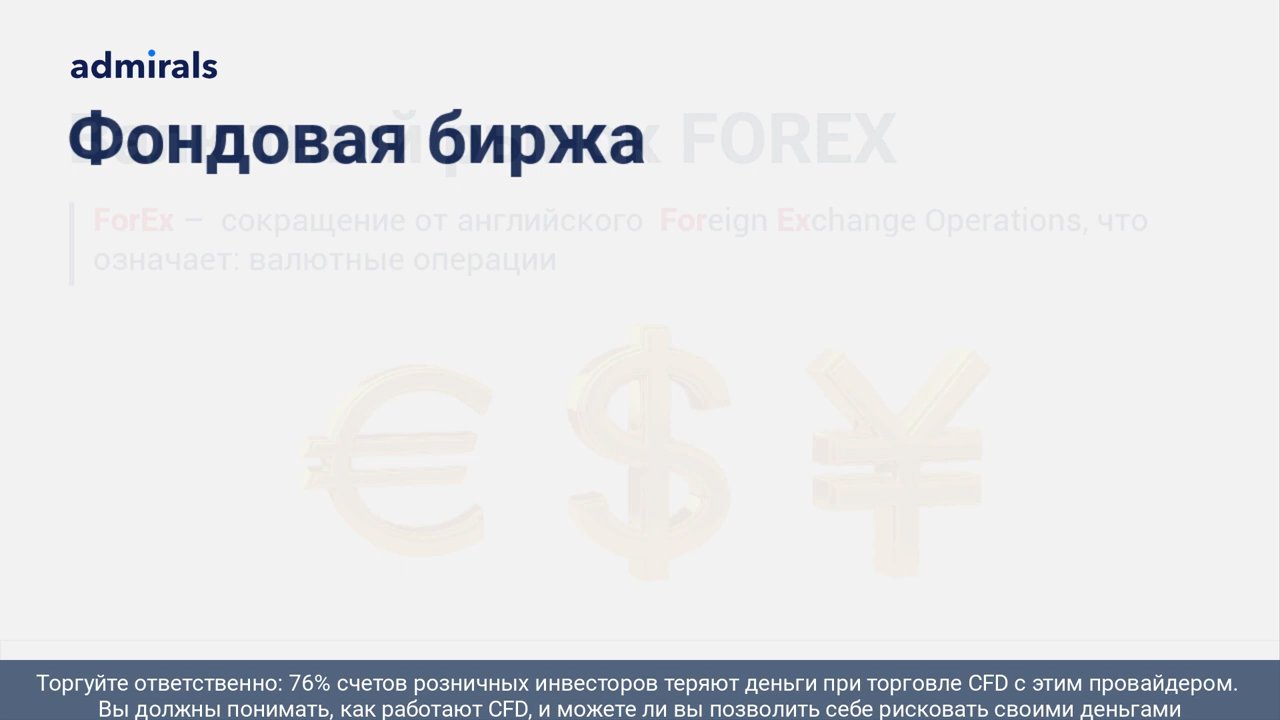 admirals
Фондовая биржа
FOREX
ForEx – сокращение от английского Foreign Exchange Operations, что
означает: валютные операции
Торгуйте ответственно: 76% счетов розничных инвесторов теряют деньги при торговле CFD с этим провайдером.
Вы должны понимать, как работают CFD, и можете ли вы позволить себе рисковать своими деньгами